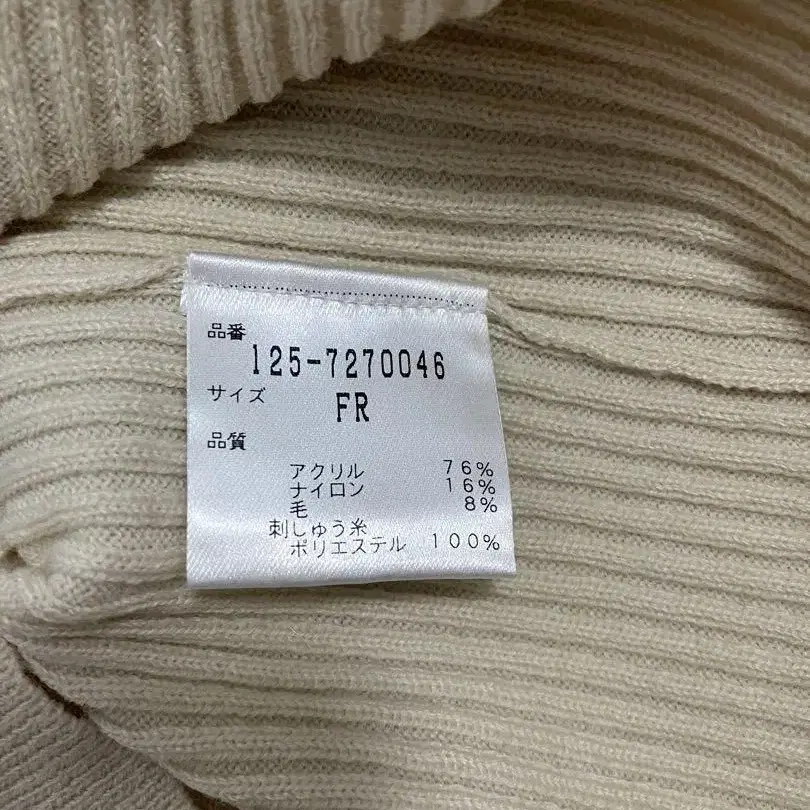 品番
125-7270046
サイズ
FR
品質
アクリル 76%
ナイロン 16%
毛 8%
刺しゅう糸
ポリエステル 100%